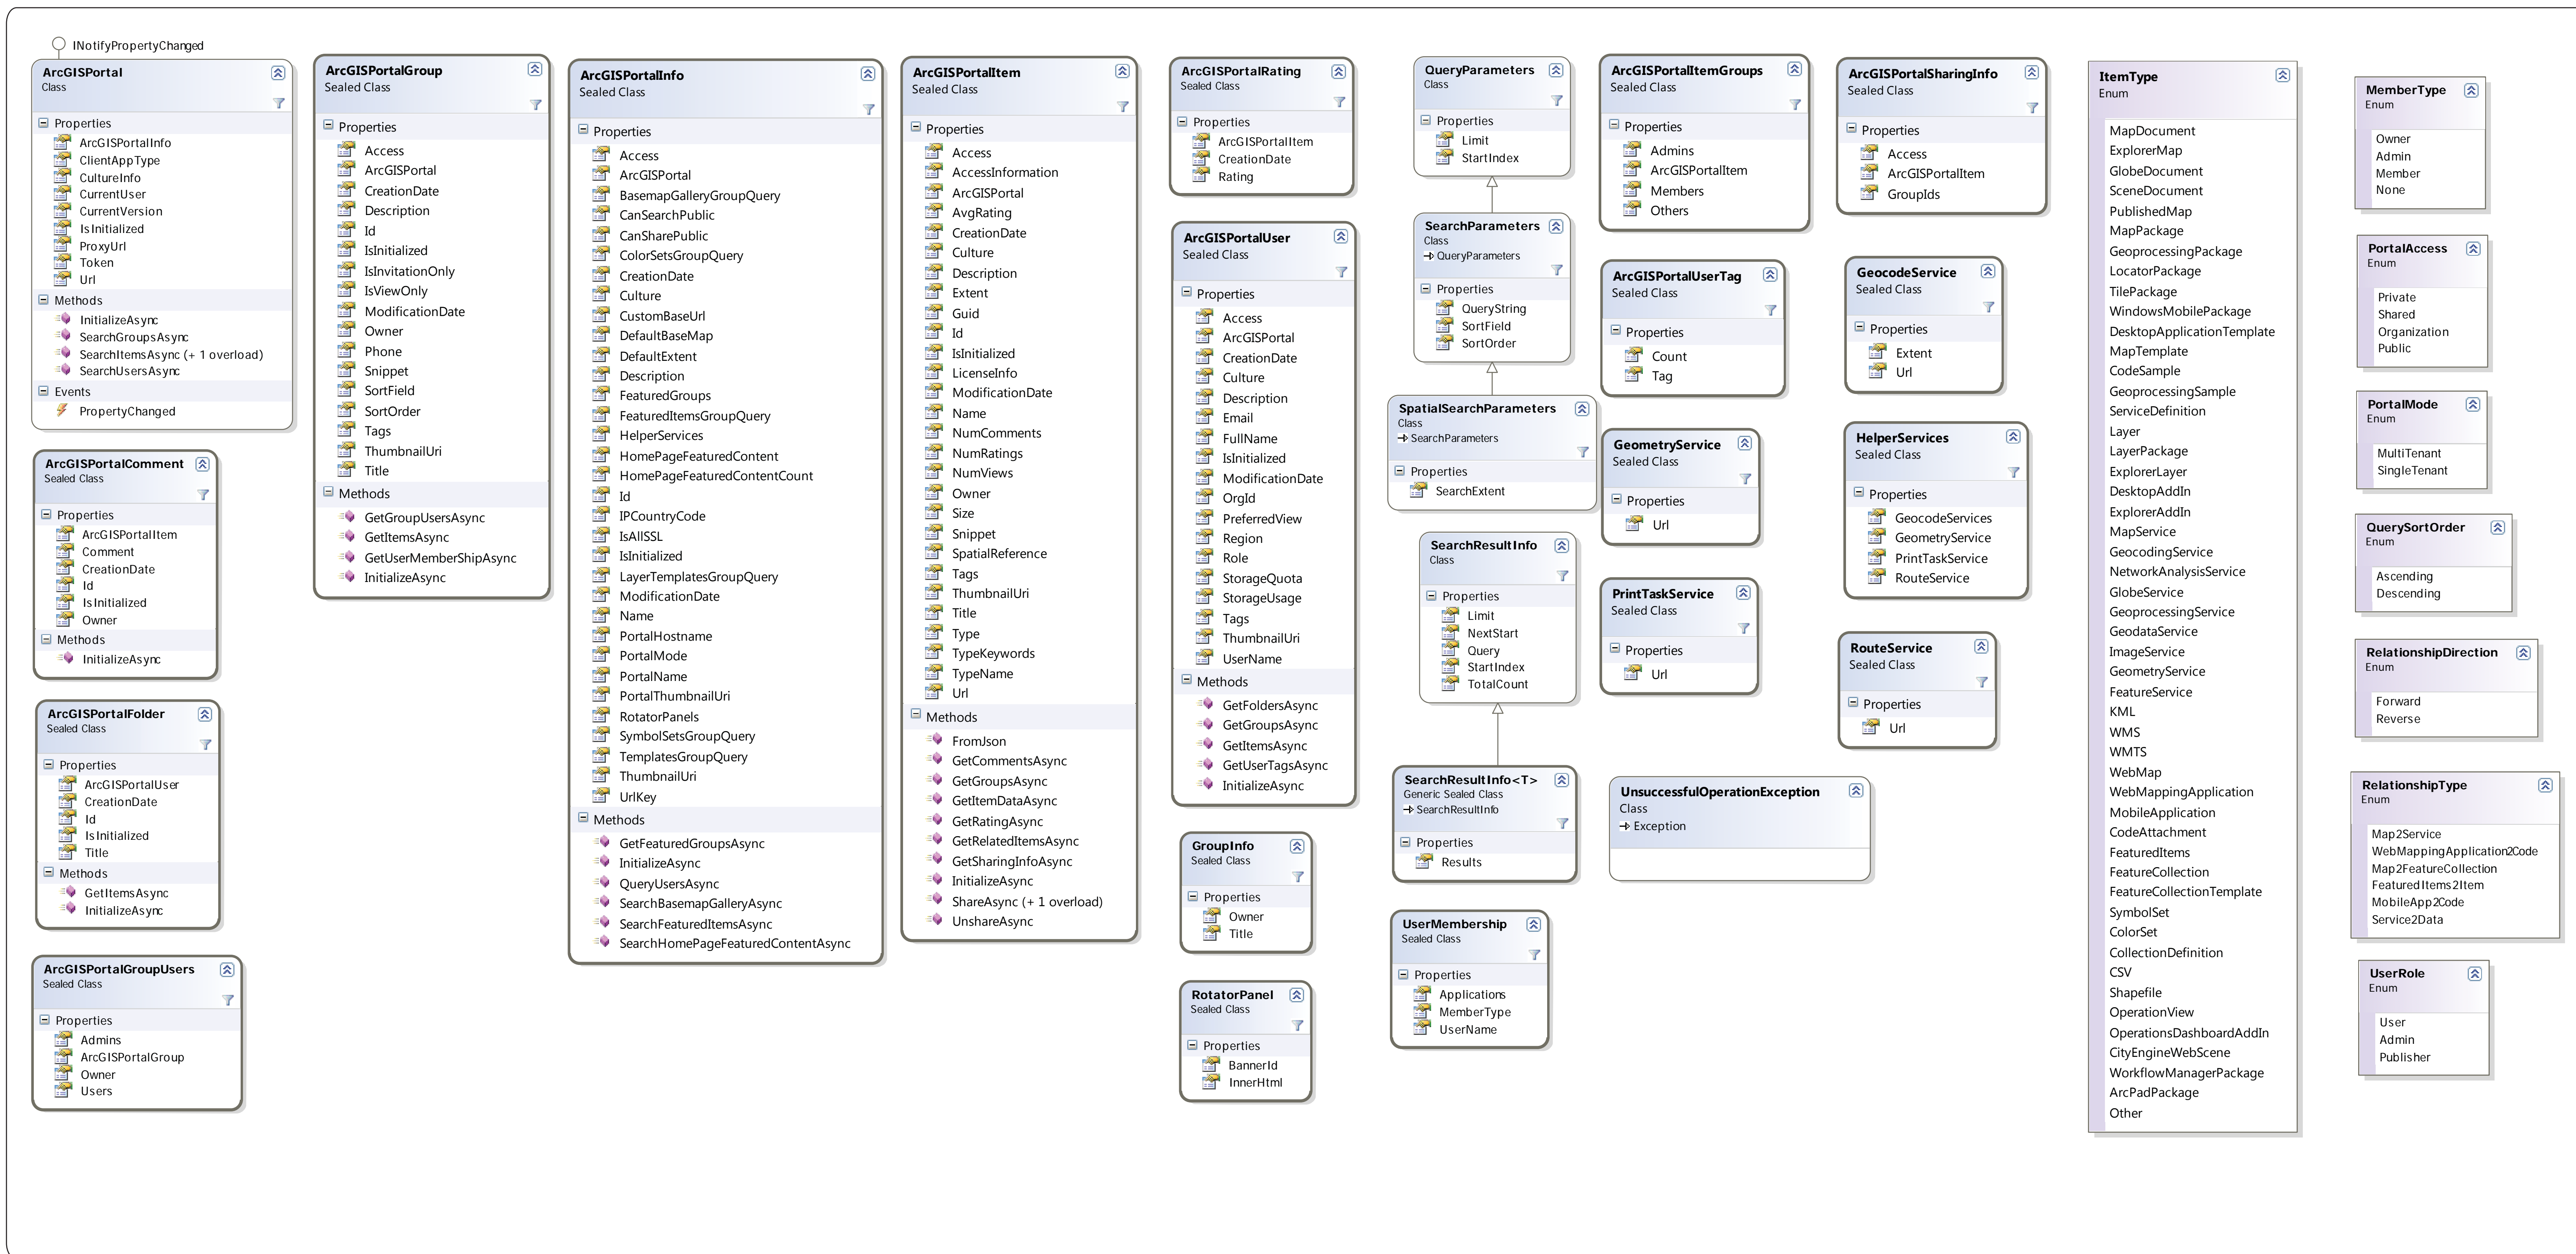 INotifyPropertyChanged
ArcGISPortal
Class
Properties
ArcGISPortalInfo
ClientAppType
CultureInfo
CurrentUser
CurrentVersion
IsInitialized
ProxyUrl
Token
Url
Methods
InitializeAsync
SearchGroupsAsync
SearchItemsAsync (+ 1 overload)
SearchUsersAsync
Events
PropertyChanged
ArcGISPortalComment
Sealed Class
Properties
ArcGISPortalItem
Comment
CreationDate
Id
IsInitialized
Owner
Methods
InitializeAsync
ArcGISPortalFolder
Sealed Class
Properties
ArcGISPortalUser
CreationDate
Id
IsInitialized
Title
Methods
GetItemsAsync
InitializeAsync
ArcGISPortalGroupUsers
Sealed Class
Properties
Admins
ArcGISPortalGroup
Owner
Users
ArcGISPortalGroup
Sealed Class
Properties
Access
ArcGISPortal
CreationDate
Description
Id
IsInitialized
IsInvitationOnly
IsViewOnly
ModificationDate
Owner
Phone
Snippet
SortField
SortOrder
Tags
ThumbnailUri
Title
Methods
GetGroupUsersAsync
GetItemsAsync
GetUserMemberShipAsync
InitializeAsync
ArcGISPortalInfo
Sealed Class
Properties
Access
ArcGISPortal
BasemapGalleryGroupQuery
CanSearchPublic
CanSharePublic
ColorSetsGroupQuery
CreationDate
Culture
CustomBaseUrl
DefaultBaseMap
DefaultExtent
Description
FeaturedGroups
FeaturedItemsGroupQuery
HelperServices
HomePageFeaturedContent
HomePageFeaturedContentCount
Id
IPCountryCode
IsAllSSL
IsInitialized
LayerTemplatesGroupQuery
ModificationDate
Name
PortalHostname
PortalMode
PortalName
PortalThumbnailUri
RotatorPanels
SymbolSetsGroupQuery
TemplatesGroupQuery
ThumbnailUri
UrlKey
Methods
GetFeaturedGroupsAsync
InitializeAsync
QueryUsersAsync
SearchBasemapGalleryAsync
SearchFeaturedItemsAsync
SearchHomePageFeaturedContentAsync
ArcGISPortalItem
Sealed Class
Properties
Access
AccessInformation
ArcGISPortal
AvgRating
CreationDate
Culture
Description
Extent
Guid
Id
IsInitialized
LicenseInfo
ModificationDate
Name
NumComments
NumRatings
NumViews
Owner
Size
Snippet
SpatialReference
Tags
ThumbnailUri
Title
Type
TypeKeywords
TypeName
Url
Methods
FromJson
GetCommentsAsync
GetGroupsAsync
GetItemDataAsync
GetRatingAsync
GetRelatedItemsAsync
GetSharingInfoAsync
InitializeAsync
ShareAsync (+ 1 overload)
UnshareAsync
ArcGISPortalRating
Sealed Class
Properties
ArcGISPortalItem
CreationDate
Rating
ArcGISPortalUser
Sealed Class
Properties
Access
ArcGISPortal
CreationDate
Culture
Description
Email
FullName
IsInitialized
ModificationDate
OrgId
PreferredView
Region
Role
StorageQuota
StorageUsage
Tags
ThumbnailUri
UserName
Methods
GetFoldersAsync
GetGroupsAsync
GetItemsAsync
GetUserTagsAsync
InitializeAsync
GroupInfo
Sealed Class
Properties
Owner
Title
RotatorPanel
Sealed Class
Properties
BannerId
InnerHtml
QueryParameters
Class
Properties
Limit
StartIndex
SearchParameters
Class
QueryParameters
Properties
QueryString
SortField
SortOrder
SpatialSearchParameters
Class
SearchParameters
Properties
SearchExtent
SearchResultInfo
Class
Properties
Limit
NextStart
Query
StartIndex
TotalCount
SearchResultInfo<T>
Generic Sealed Class
SearchResultInfo
Properties
Results
UserMembership
Sealed Class
Properties
Applications
MemberType
UserName
ArcGISPortalItemGroups
Sealed Class
Properties
Admins
ArcGISPortalItem
Members
Others
ArcGISPortalUserTag
Sealed Class
Properties
Count
Tag
GeometryService
Sealed Class
Properties
Url
PrintTaskService
Sealed Class
Properties
Url
UnsuccessfulOperationException
Class
Exception
ArcGISPortalSharingInfo
Sealed Class
Properties
Access
ArcGISPortalItem
GroupIds
GeocodeService
Sealed Class
Properties
Extent
Url
HelperServices
Sealed Class
Properties
GeocodeServices
GeometryService
PrintTaskService
RouteService
RouteService
Sealed Class
Properties
Url
ItemType
Enum
MapDocument
ExplorerMap
GlobeDocument
SceneDocument
PublishedMap
MapPackage
GeoprocessingPackage
LocatorPackage
TilePackage
WindowsMobilePackage
DesktopApplicationTemplate
MapTemplate
CodeSample
GeoprocessingSample
ServiceDefinition
Layer
LayerPackage
ExplorerLayer
DesktopAddIn
ExplorerAddIn
MapService
GeocodingService
NetworkAnalysisService
GlobeService
GeoprocessingService
GeodataService
ImageService
GeometryService
FeatureService
KML
WMS
WMTS
WebMap
WebMappingApplication
MobileApplication
CodeAttachment
FeaturedItems
FeatureCollection
FeatureCollectionTemplate
SymbolSet
ColorSet
CollectionDefinition
CSV
Shapefile
OperationView
OperationsDashboardAddIn
CityEngineWebScene
WorkflowManagerPackage
ArcPadPackage
Other
MemberType
Enum
Owner
Admin
Member
None
PortalAccess
Enum
Private
Shared
Organization
Public
PortalMode
Enum
MultiTenant
SingleTenant
QuerySortOrder
Enum
Ascending
Descending
RelationshipDirection
Enum
Forward
Reverse
RelationshipType
Enum
Map2Service
WebMappingApplication2Code
Map2FeatureCollection
FeaturedItems2Item
MobileApp2Code
Service2Data
UserRole
Enum
User
Admin
Publisher